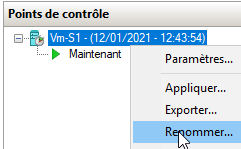 Points de contrôle
Vm-S1 - (12/01/2021 - 12:43:54)
Maintenant
Paramètres...
Appliquer...
Exporter...
Renommer...